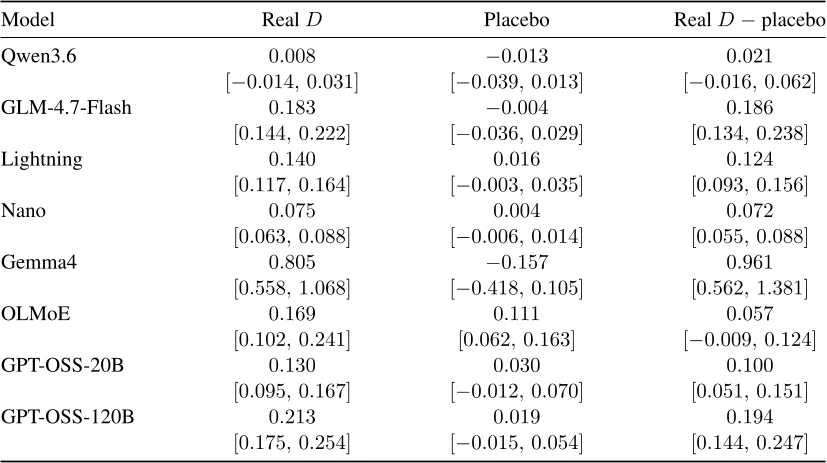 Model Real D Placebo Real D − placebo
Qwen3.6 0.008 −0.013 0.021
[−0.014, 0.031] [−0.039, 0.013] [−0.016, 0.062]
GLM-4.7-Flash 0.183 −0.004 0.186
[0.144, 0.222] [−0.036, 0.029] [0.134, 0.238]
Lightning 0.140 0.016 0.124
[0.117, 0.164] [−0.003, 0.035] [0.093, 0.156]
Nano 0.075 0.004 0.072
[0.063, 0.088] [−0.006, 0.014] [0.055, 0.088]
Gemma4 0.805 −0.157 0.961
[0.558, 1.068] [−0.418, 0.105] [0.562, 1.381]
OLMoE 0.169 0.111 0.057
[0.102, 0.241] [0.062, 0.163] [−0.009, 0.124]
GPT-OSS-20B 0.130 0.030 0.100
[0.095, 0.167] [−0.012, 0.070] [0.051, 0.151]
GPT-OSS-120B 0.213 0.019 0.194
[0.175, 0.254] [−0.015, 0.054] [0.144, 0.247]